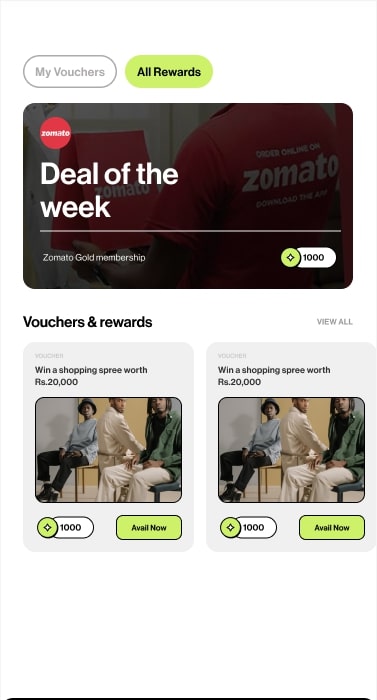 My Vouchers
All Rewards
zomato
ORDER ONLINE ON
zomato
zomato
DOWNLOAD THE APP
Deal of the
week
Zomato Gold membership
1000
Vouchers & rewards
VIEW ALL
VOUCHER
Win a shopping spree worth
Rs.20,000
1000
Avail Now
VOUCHER
Win a shopping spree worth
Rs.20,000
1000
Avail Now